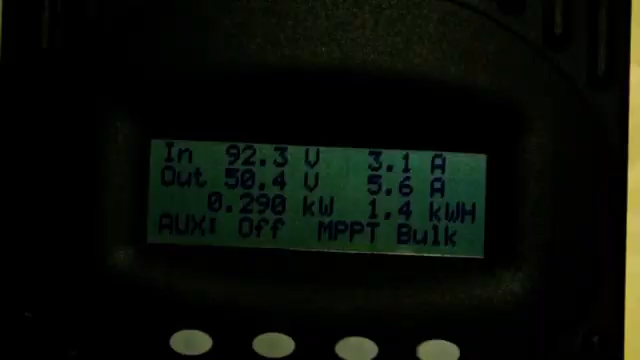 In 92.3 V 3.1 A
Out 50.4 V 5.6 A
0.290 kW 1.4 kWH
AUX: Off MPPT Bulk